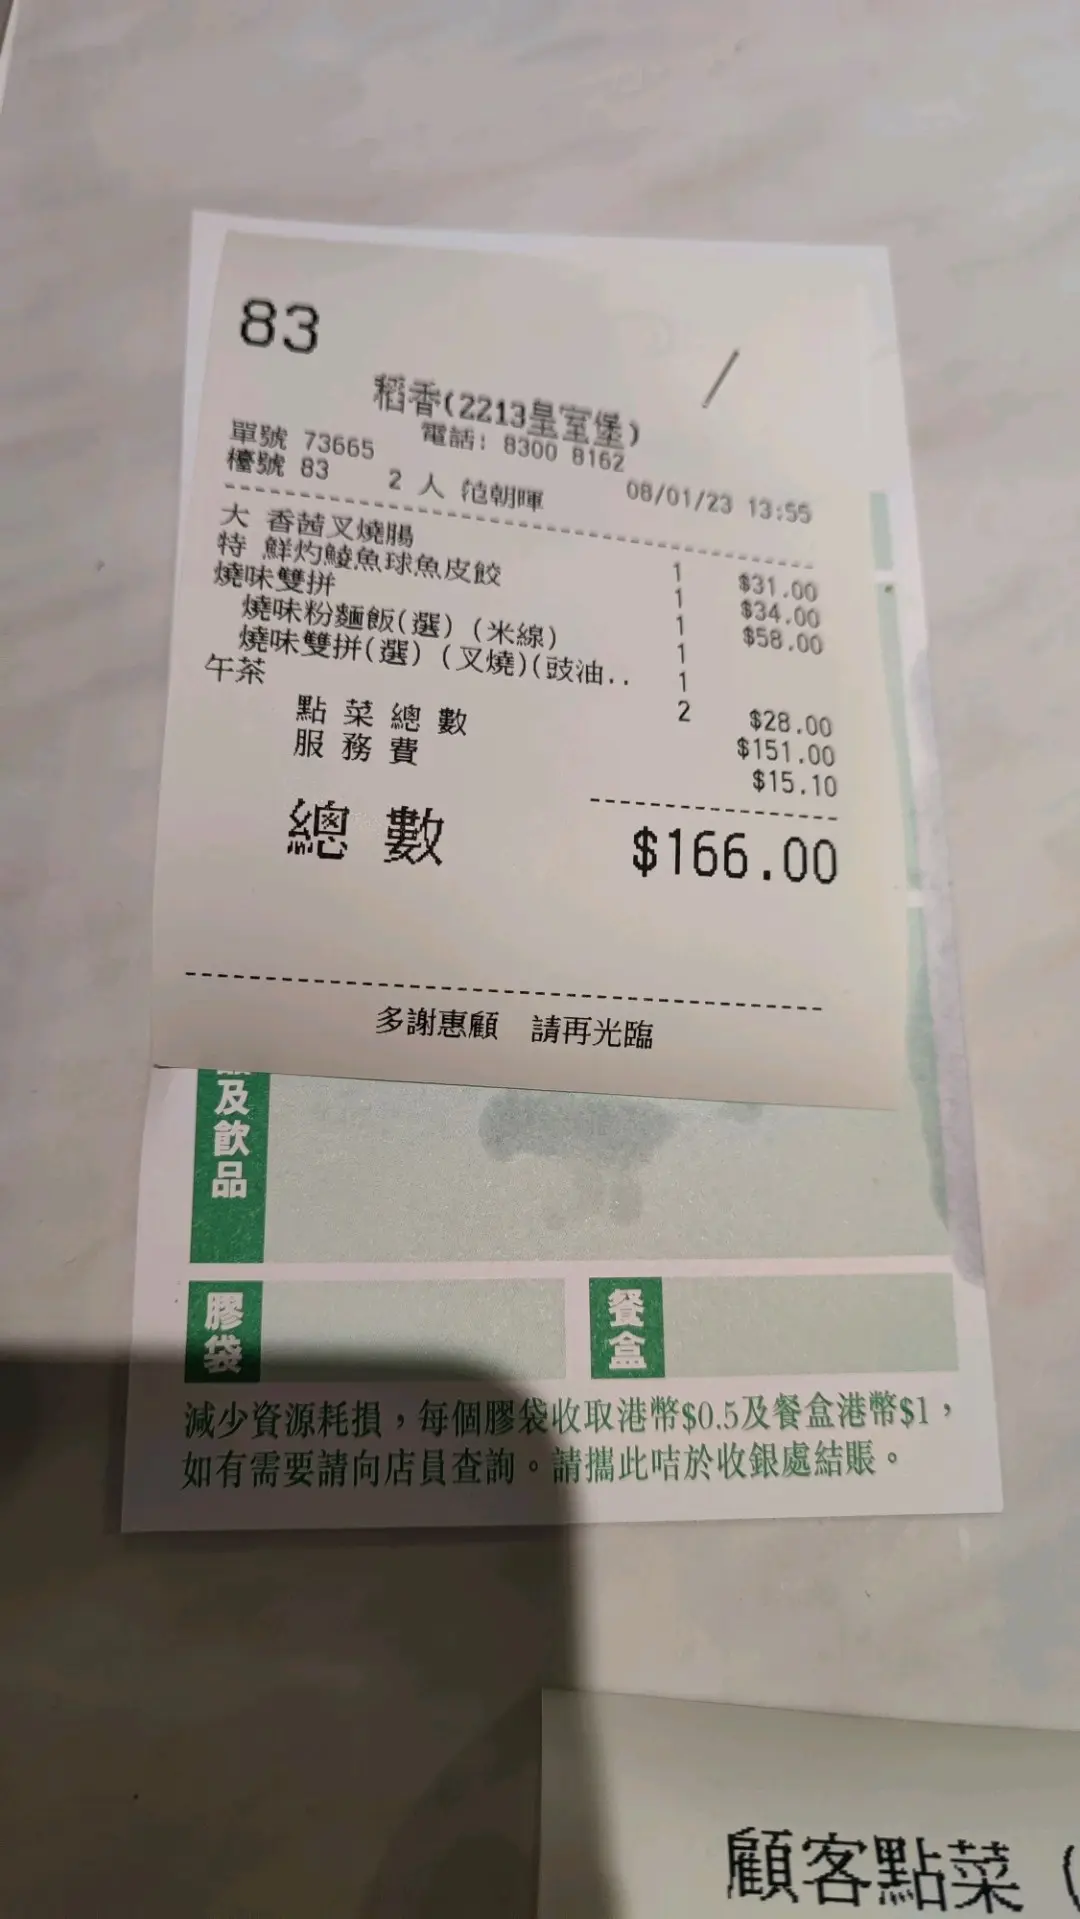 83
稻香(2213皇室堡)
電話: 8300 8162
單號 73665
檯號 83 2 人 范朝暉 08/01/23 13:55
大 香茜叉燒腸 1 $31.00
特 鮮灼鯪魚球魚皮餃 1 $34.00
燒味雙拼 1 $58.00
燒味粉麵飯(選) (米線) 1
燒味雙拼(選) (叉燒)(豉油.. 1
午茶 2 $28.00
點菜總數 $151.00
服務費 $15.10
總數 $166.00
多謝惠顧 請再光臨
及飲品
膠袋
餐盒
減少資源耗損，每個膠袋收取港幣$0.5及餐盒港幣$1，
如有需要請向店員查詢。請攜此咭於收銀處結賬。
顧客點菜 (